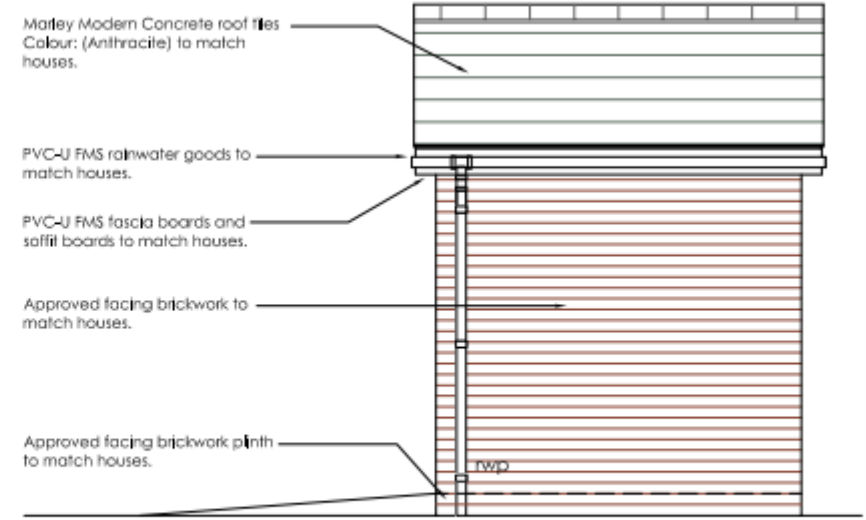 Marley Modern Concrete roof tiles
Colour: (Anthracite) to match
houses.
PVC-U FMS rainwater goods to
match houses.
PVC-U FMS fascia boards and
soffit boards to match houses.
Approved facing brickwork to
match houses.
Approved facing brickwork plinth
to match houses.
rwp